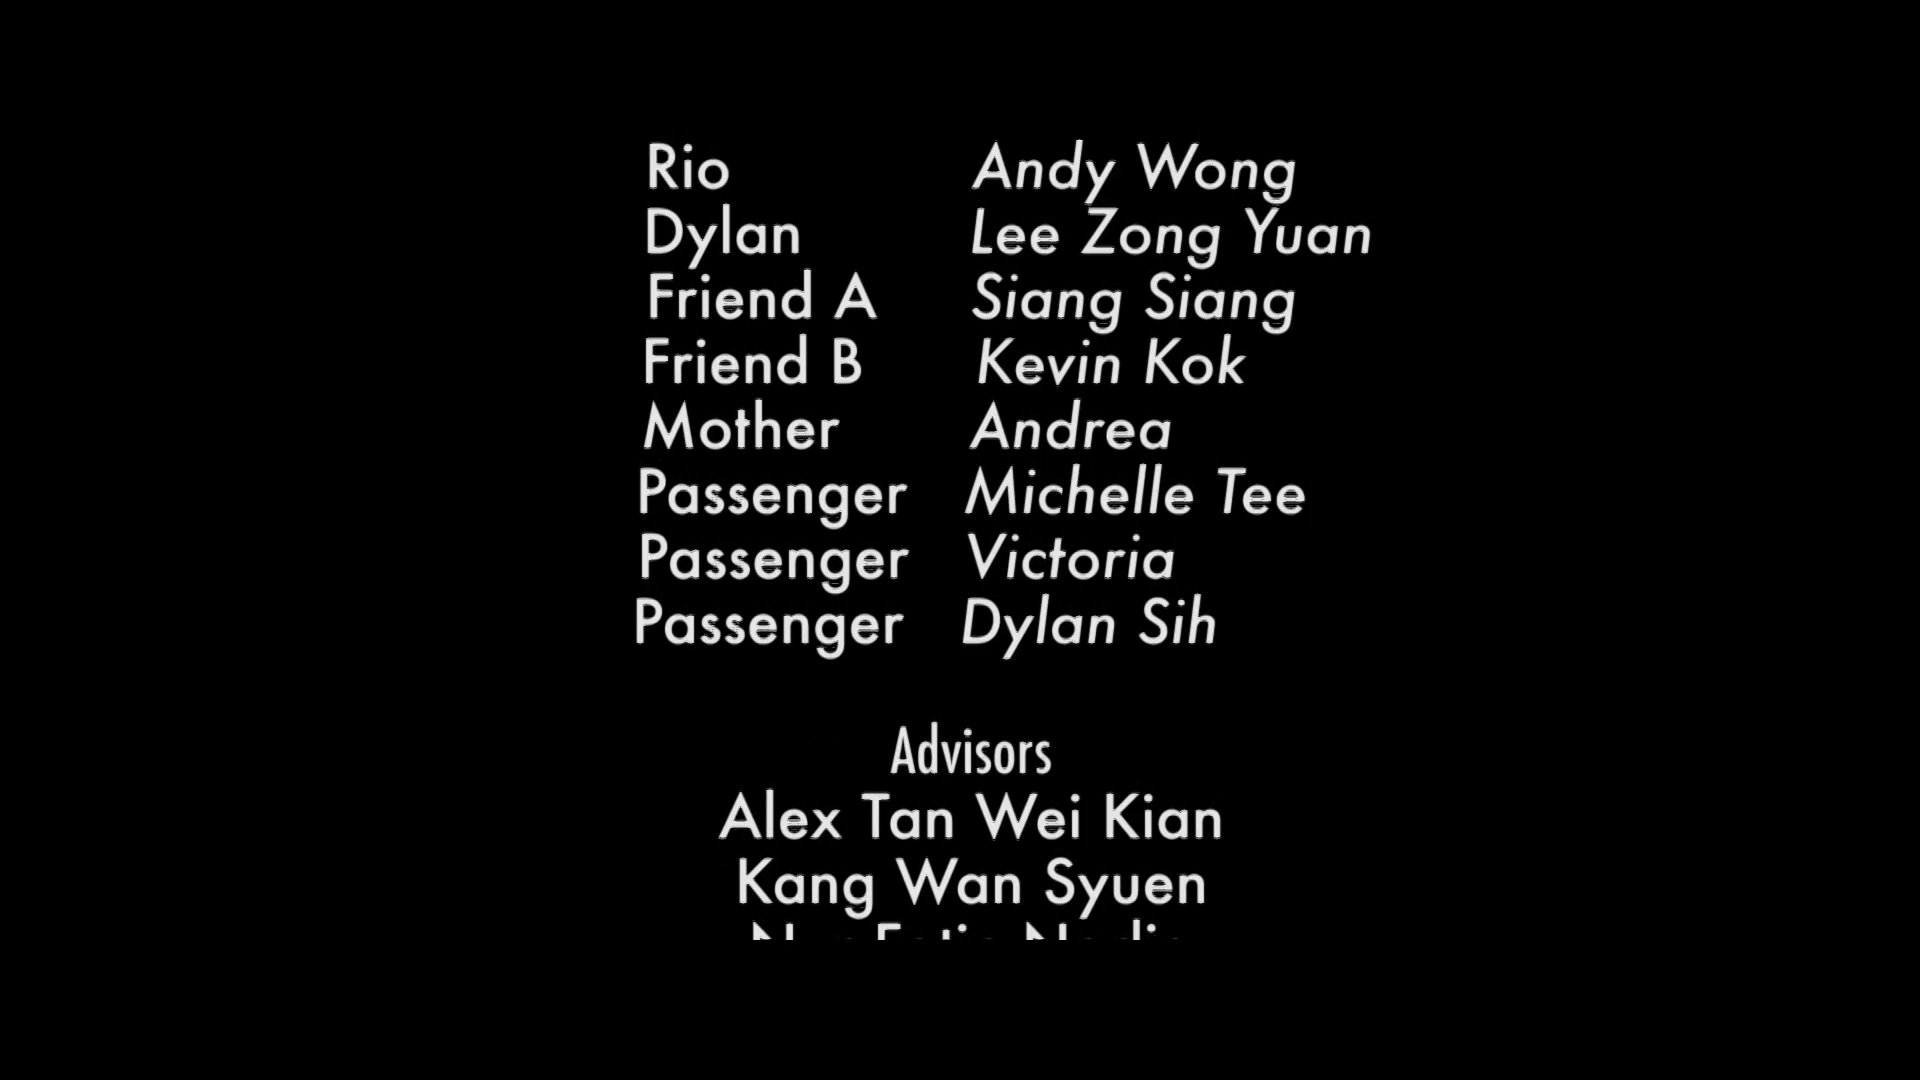 Rio Andy Wong
Dylan Lee Zong Yuan
Friend A Siang Siang
Friend B Kevin Kok
Mother Andrea
Passenger Michelle Tee
Passenger Victoria
Passenger Dylan Sih
Advisors
Alex Tan Wei Kian
Kang Wan Syuen